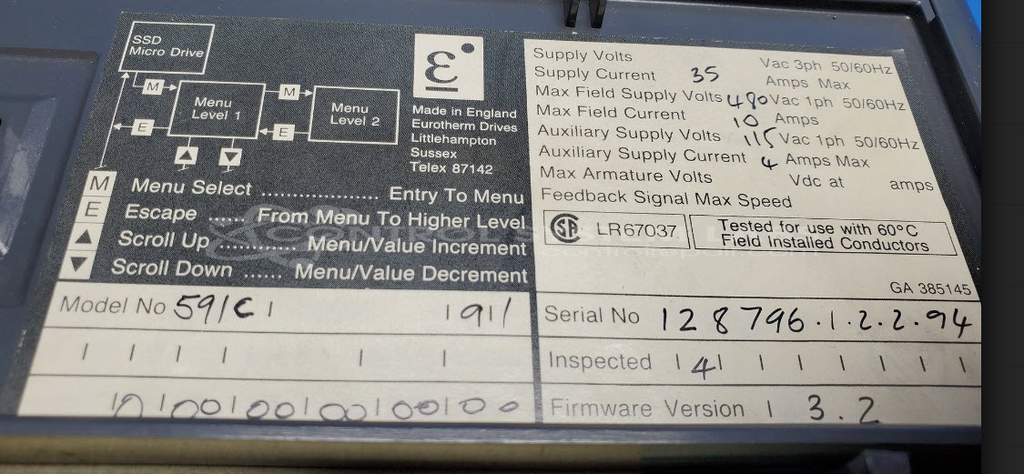 SSD
Micro Drive
M
M
Menu
Level 1
Menu
Level 2
E
E
M Menu Select ................ Entry To Menu
E Escape ...... From Menu To Higher Level
Scroll Up ............ Menu/Value Increment
Scroll Down ...... Menu/Value Decrement
Made in England
Eurotherm Drives
Littlehampton
Sussex
Telex 87142
Supply Volts Vac 3ph 50/60Hz
Supply Current 35 Amps Max
Max Field Supply Volts 480 Vac 1ph 50/60Hz
Max Field Current 10 Amps
Auxiliary Supply Volts 115 Vac 1ph 50/60Hz
Auxiliary Supply Current 4 Amps Max
Max Armature Volts Vdc at amps
Feedback Signal Max Speed
LR67037
Tested for use with 60°C
Field Installed Conductors
GA 385145
Model No 591C
Serial No 128796.1.2.2.94
Inspected 4
Firmware Version 3.2